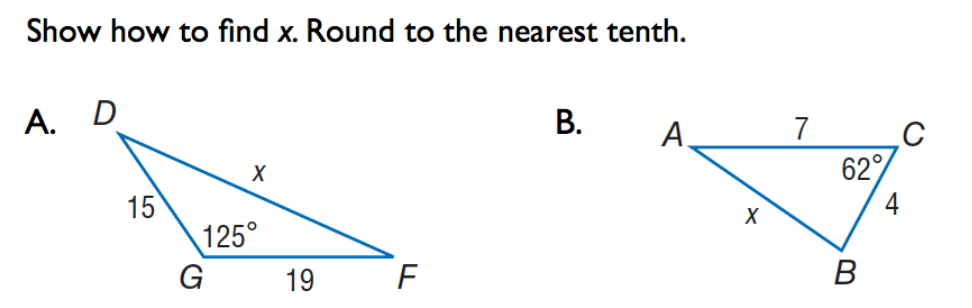 Show how to find x. Round to the nearest tenth.
A.
D
x
15
125°
G
19
F
B.
A
7
C
62°
x
4
B